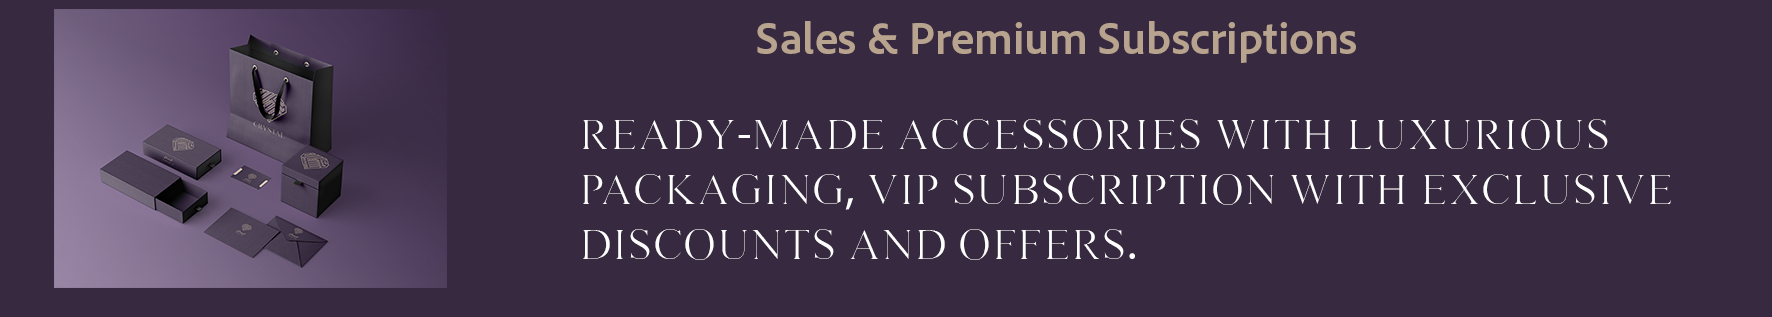 Sales & Premium Subscriptions
READY-MADE ACCESSORIES WITH LUXURIOUS
PACKAGING, VIP SUBSCRIPTION WITH EXCLUSIVE
DISCOUNTS AND OFFERS.